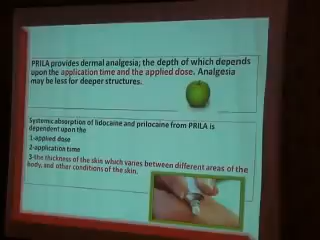 PRILA provides dermal analgesia; the depth of which depends
upon the application time and the applied dose. Analgesia
may be less for deeper structures.
Systemic absorption of lidocaine and prilocaine from PRILA is
dependent upon the
1-applied dose
2-application time
3-the thickness of the skin which varies between different areas of the
body, and other conditions of the skin.